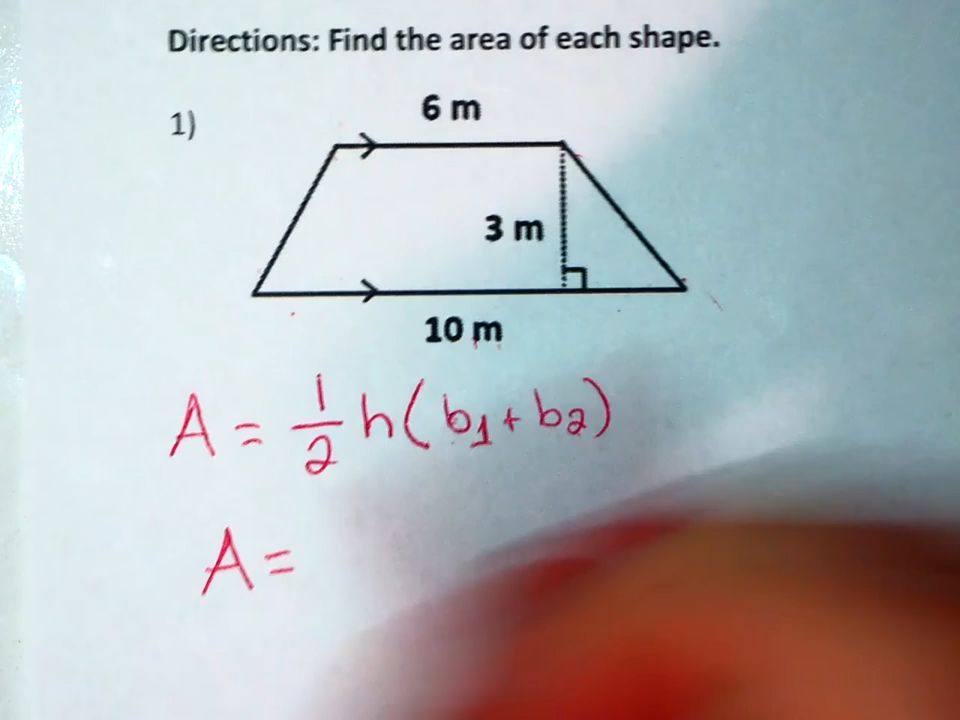 Directions: Find the area of each shape.
1)
6 m
3 m
10 m
A = 1/2 h(b₁ + b₂)
A =